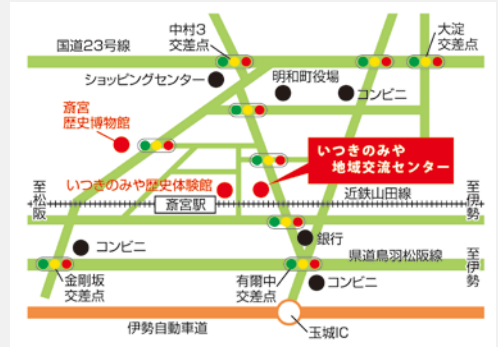 中村3
交差点
大淀
交差点
国道23号線
ショッピングセンター
明和町役場
コンビニ
斎宮
歴史博物館
いつきのみや
地域交流センター
いつきのみや歴史体験館
至松阪
斎宮駅
近鉄山田線
至伊勢
銀行
コンビニ
県道鳥羽松阪線
至伊勢
金剛坂
交差点
有爾中
交差点
コンビニ
伊勢自動車道
玉城IC